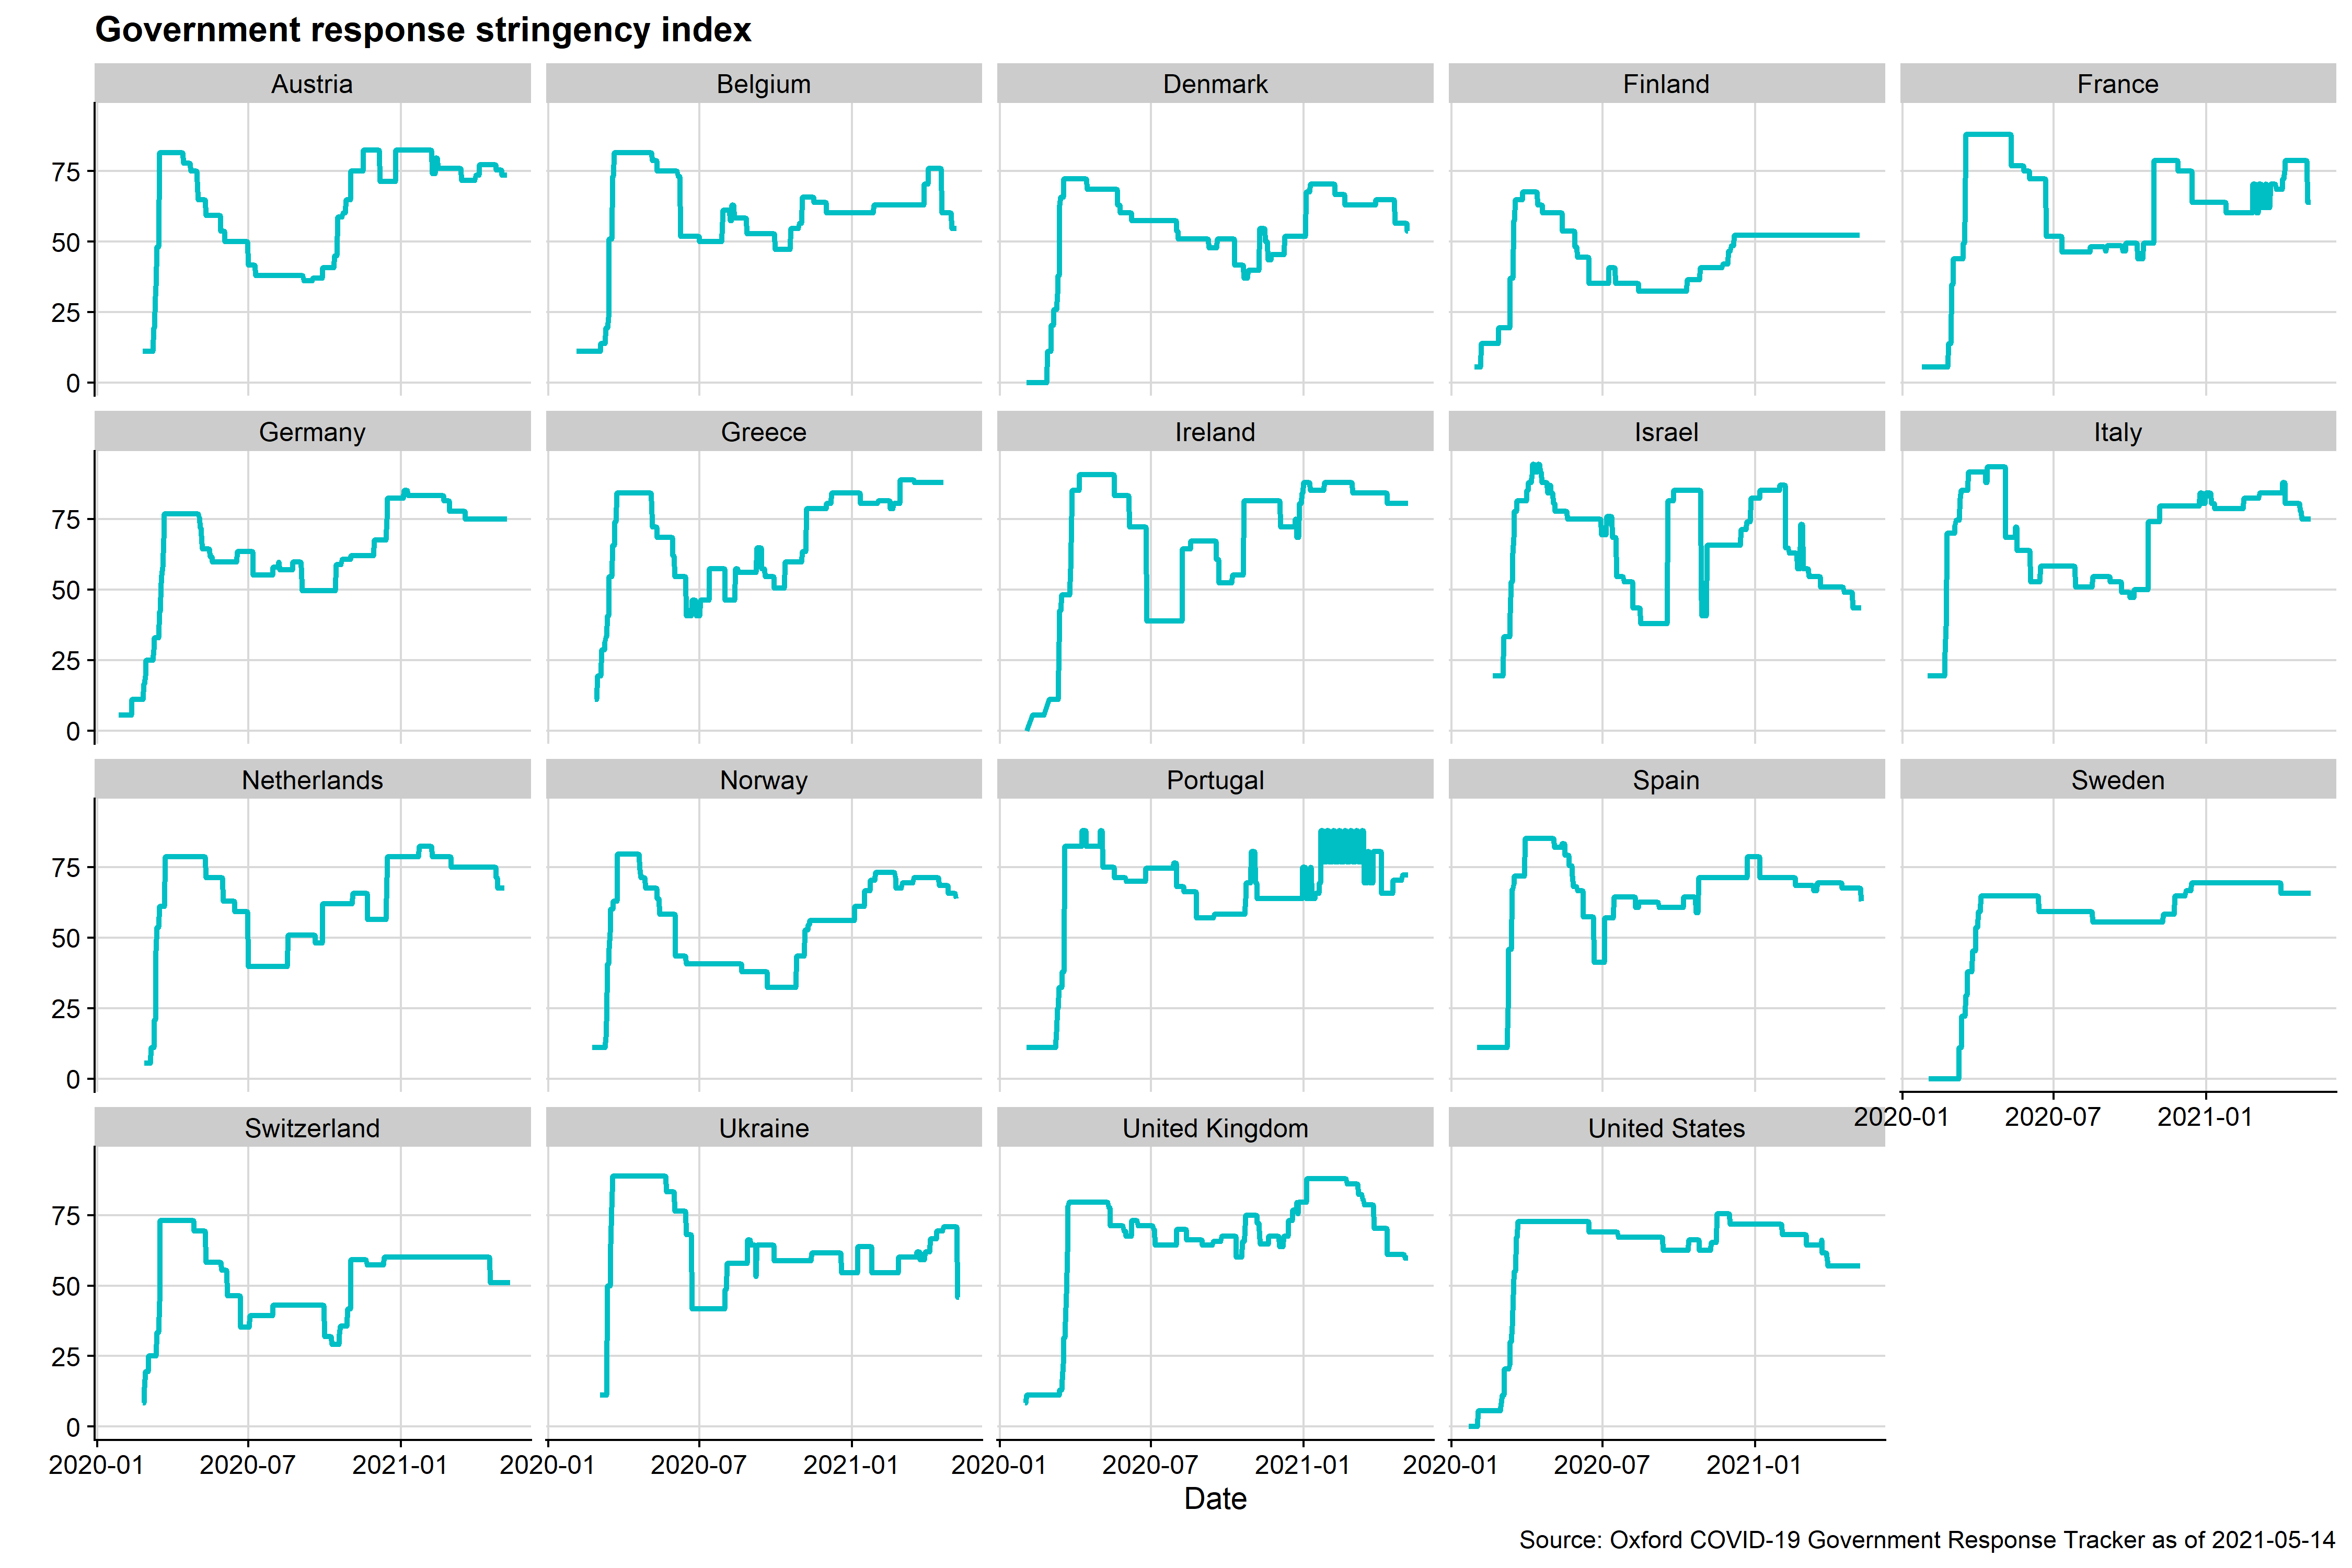 Government response stringency index
Austria Belgium Denmark Finland France
75
50
25
0
Germany Greece Ireland Israel Italy
75
50
25
0
Netherlands Norway Portugal Spain Sweden
75
50
25
0
2020-01 2020-07 2021-01
Switzerland Ukraine United Kingdom United States
75
50
25
0
2020-01 2020-07 2021-01 2020-01 2020-07 2021-01 2020-01 2020-07 2021-01 2020-01 2020-07 2021-01
Date
Source: Oxford COVID-19 Government Response Tracker as of 2021-05-14